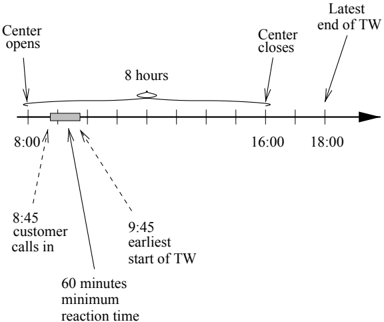 Latest
end of TW
Center
opens
Center
closes
8 hours
8:00
16:00
18:00
8:45
customer
calls in
9:45
earliest
start of TW
60 minutes
minimum
reaction time